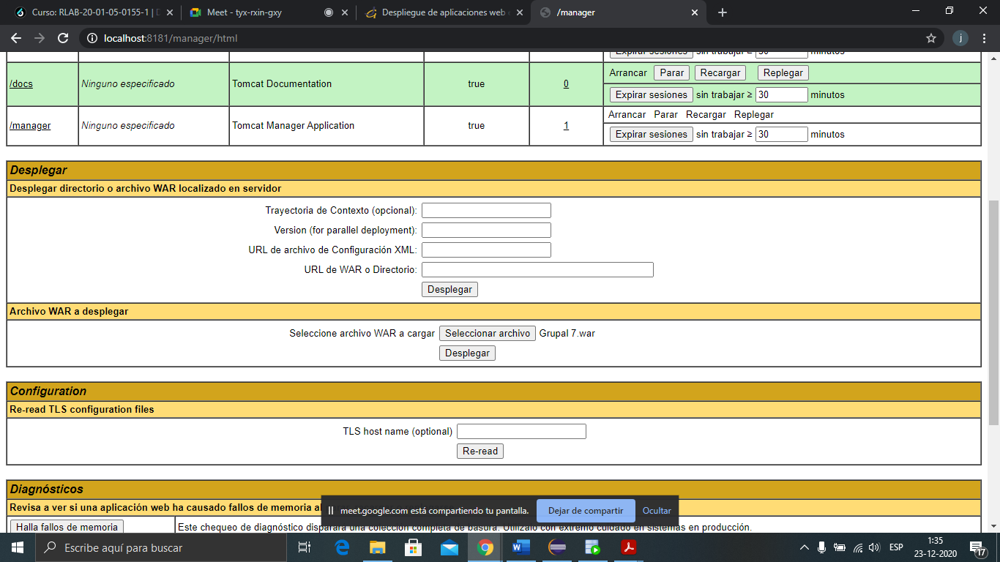 Curso: RLAB-20-01-05-0155-1 | D
Meet - tyx-rxin-gxy
Despliegue de aplicaciones web c
/manager
localhost:8181/manager/html
j
Expirar sesiones sin trabajar ≥ 30 minutos
/docs Ninguno especificado Tomcat Documentation true 0 Arrancar Parar Recargar Replegar
Expirar sesiones sin trabajar ≥ 30 minutos
/manager Ninguno especificado Tomcat Manager Application true 1 Arrancar Parar Recargar Replegar
Expirar sesiones sin trabajar ≥ 30 minutos
Desplegar
Desplegar directorio o archivo WAR localizado en servidor
Trayectoria de Contexto (opcional):
Version (for parallel deployment):
URL de archivo de Configuración XML:
URL de WAR o Directorio:
Desplegar
Archivo WAR a desplegar
Seleccione archivo WAR a cargar Seleccionar archivo Grupal 7.war
Desplegar
Configuration
Re-read TLS configuration files
TLS host name (optional)
Re-read
Diagnósticos
Revisa a ver si una aplicación web ha causado fallos de memoria al
meet.google.com está compartiendo tu pantalla. Dejar de compartir Ocultar
Halla fallos de memoria Este chequeo de diagnóstico disparará una colección completa de basura. Utilízalo con extremo cuidado en sistemas en producción.
Escribe aquí para buscar
ESP
1:35
23-12-2020
17